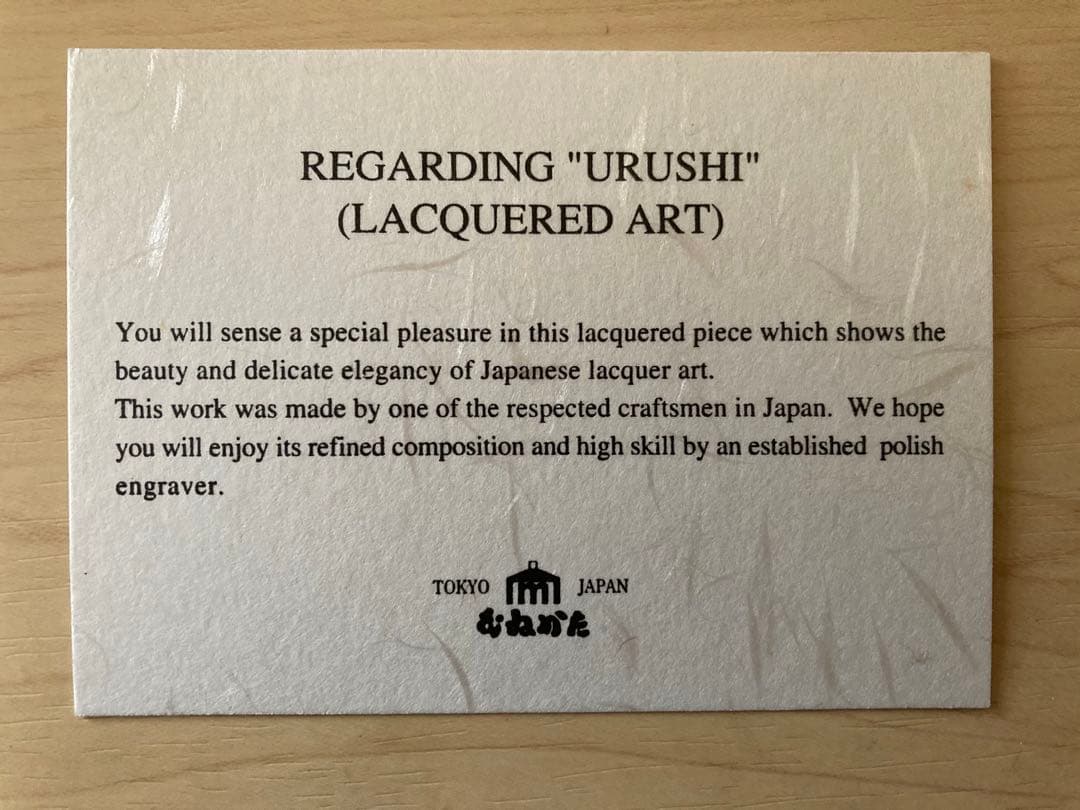 REGARDING "URUSHI"
(LACQUERED ART)
You will sense a special pleasure in this lacquered piece which shows the
beauty and delicate elegancy of Japanese lacquer art.
This work was made by one of the respected craftsmen in Japan. We hope
you will enjoy its refined composition and high skill by an established polish
engraver.
TOKYO JAPAN
むねかた